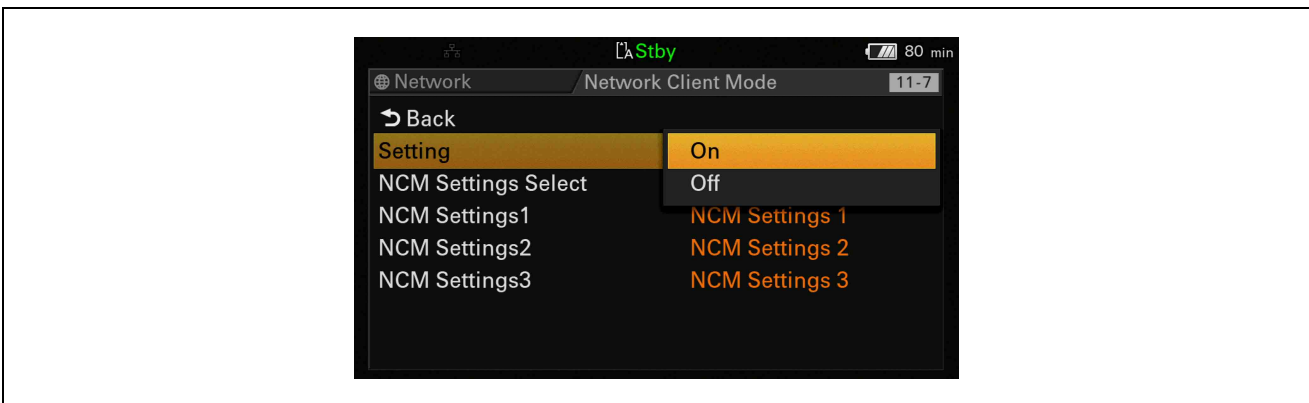 Stby 80 min
Network Network Client Mode 11-7
Back
Setting On
NCM Settings Select Off
NCM Settings1 NCM Settings 1
NCM Settings2 NCM Settings 2
NCM Settings3 NCM Settings 3